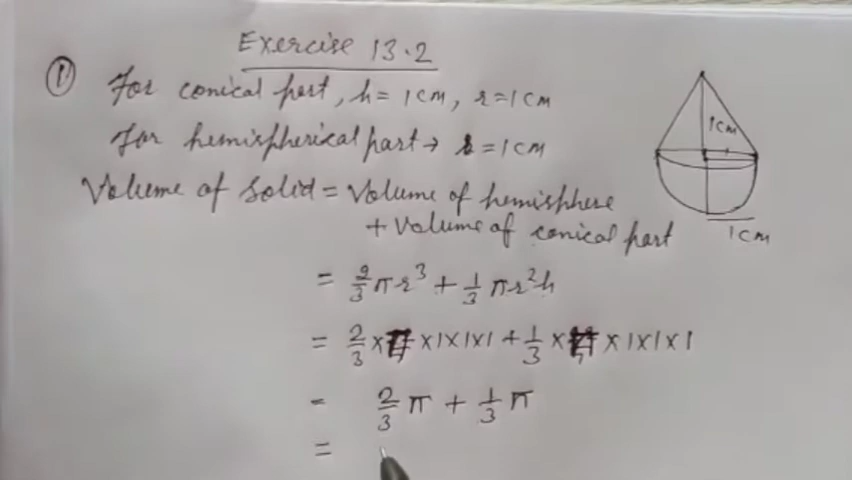 Exercise 13.2
① For conical part, h = 1cm, r = 1cm
For hemispherical part → r = 1cm
Volume of solid = Volume of hemisphere
+ Volume of conical part
= 2/3 πr³ + 1/3 πr²h
= 2/3 × π × 1×1×1 + 1/3 × π × 1×1×1
= 2/3 π + 1/3 π
=
1cm
1cm